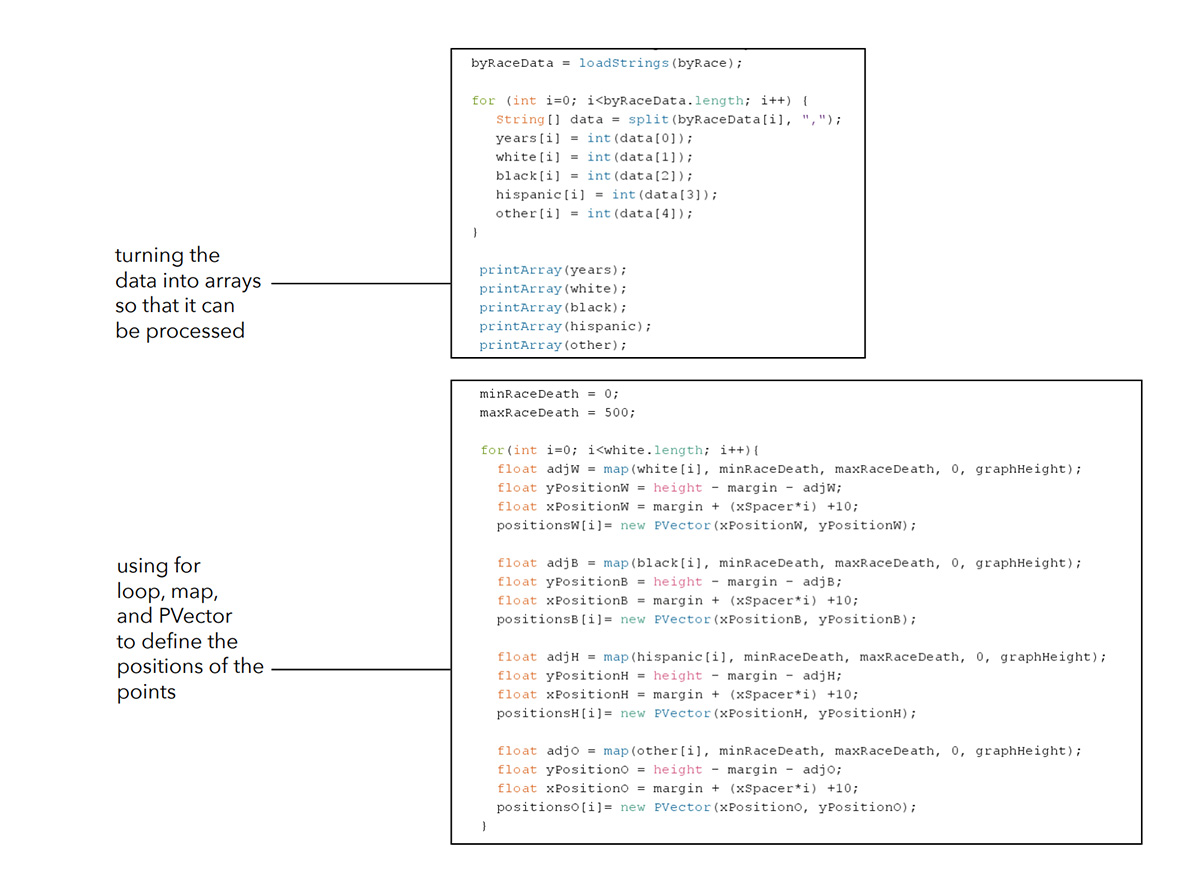 byRaceData = loadStrings(byRace);
for (int i=0; i<byRaceData.length; i++) {
String[] data = split(byRaceData[i], ",");
years[i] = int(data[0]);
white[i] = int(data[1]);
black[i] = int(data[2]);
hispanic[i] = int(data[3]);
other[i] = int(data[4]);
}
printArray(years);
printArray(white);
printArray(black);
printArray(hispanic);
printArray(other);
turning the
data into arrays
so that it can
be processed
minRaceDeath = 0;
maxRaceDeath = 500;
for(int i=0; i<white.length; i++){
float adjW = map(white[i], minRaceDeath, maxRaceDeath, 0, graphHeight);
float yPositionW = height - margin - adjW;
float xPositionW = margin + (xSpacer*i) +10;
positionsW[i]= new PVector(xPositionW, yPositionW);
float adjB = map(black[i], minRaceDeath, maxRaceDeath, 0, graphHeight);
float yPositionB = height - margin - adjB;
float xPositionB = margin + (xSpacer*i) +10;
positionsB[i]= new PVector(xPositionB, yPositionB);
float adjH = map(hispanic[i], minRaceDeath, maxRaceDeath, 0, graphHeight);
float yPositionH = height - margin - adjH;
float xPositionH = margin + (xSpacer*i) +10;
positionsH[i]= new PVector(xPositionH, yPositionH);
float adjO = map(other[i], minRaceDeath, maxRaceDeath, 0, graphHeight);
float yPositionO = height - margin - adjO;
float xPositionO = margin + (xSpacer*i) +10;
positionsO[i]= new PVector(xPositionO, yPositionO);
}
using for
loop, map,
and PVector
to define the
positions of the
points